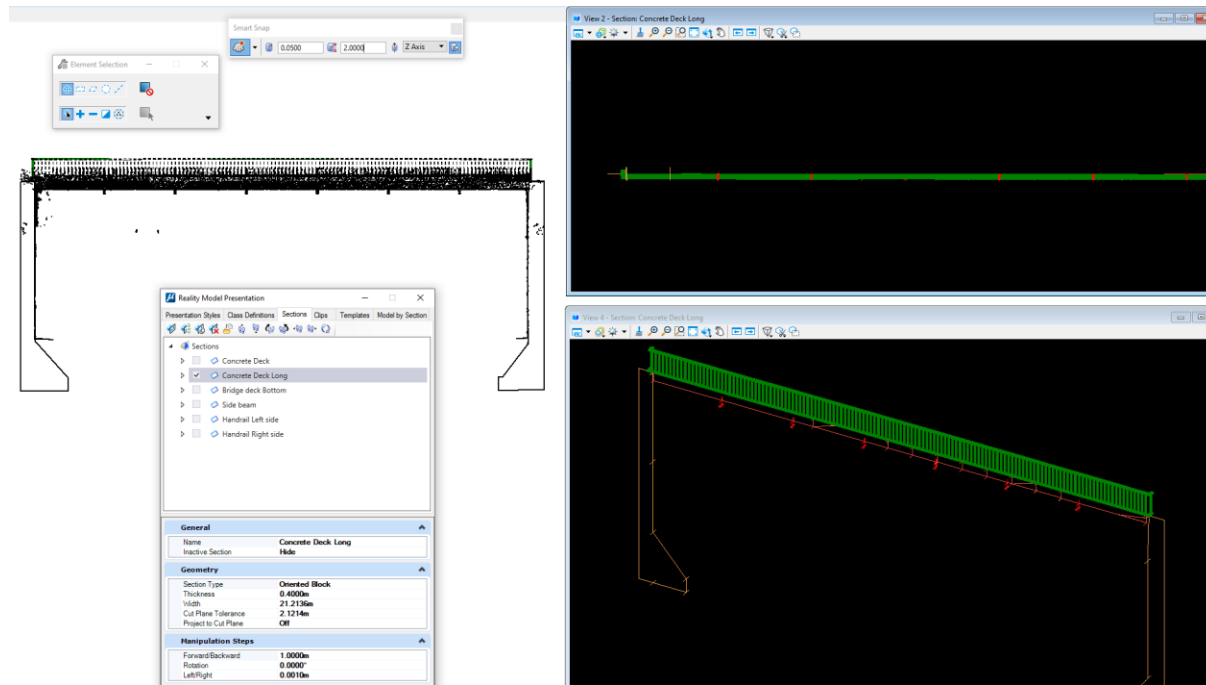 Smart Snap
0.0500
2.0000
Z Axis
Element Selection
Reality Model Presentation
Presentation Styles Class Definitions Sections Clips Templates Model by Section
Sections
Concrete Deck
Concrete Deck Long
Bridge deck Bottom
Side beam
Handrail Left side
Handrail Right side
General
Name Concrete Deck Long
Inactive Section Hide
Geometry
Section Type Oriented Block
Thickness 0.4000m
Width 21.2136m
Cut Plane Tolerance 2.1214m
Project to Cut Plane Off
Manipulation Steps
Forward/Backward 1.0000m
Rotation 0.0000°
Left/Right 0.0010m
View 2 - Section: Concrete Deck Long
View 4 - Section: Concrete Deck Long